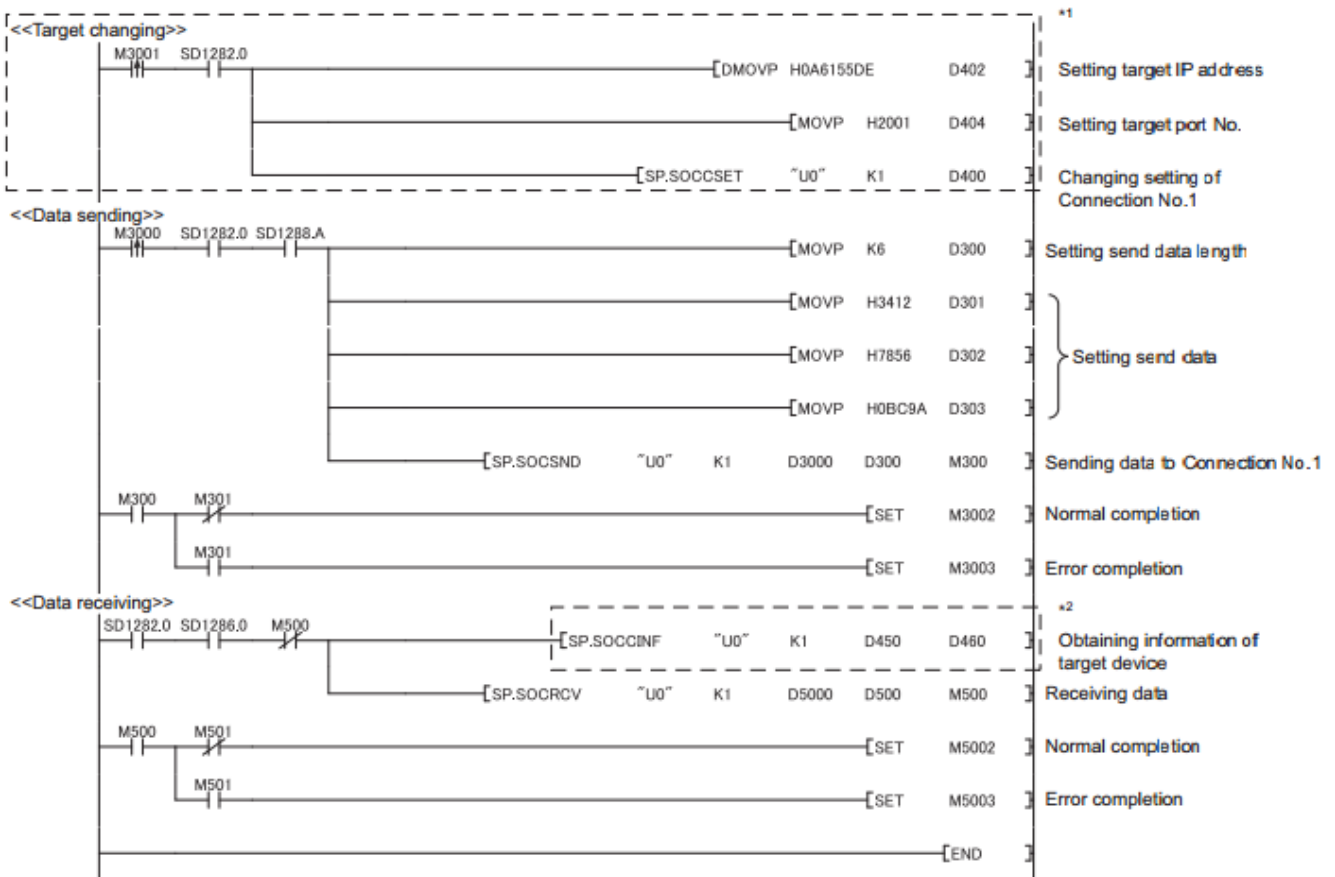 *1
<<Target changing>>
M3001 SD1282.0
[DMOVP H0A6155DE D402 ] Setting target IP address
[MOVP H2001 D404 ] Setting target port No.
[SP.SOCCSET "U0" K1 D400 ] Changing setting of
Connection No.1
<<Data sending>>
M3000 SD1282.0 SD1288.A
[MOVP K6 D300 ] Setting send data length
[MOVP H3412 D301 ]
[MOVP H7856 D302 ] Setting send data
[MOVP H0BC9A D303 ]
[SP.SOCSND "U0" K1 D3000 D300 M300 ] Sending data to Connection No.1
M300 M301
[SET M3002 ] Normal completion
M301
[SET M3003 ] Error completion
<<Data receiving>>
*2
SD1282.0 SD1286.0 M500
[SP.SOCCINF "U0" K1 D450 D460 ] Obtaining information of
target device
[SP.SOCRCV "U0" K1 D5000 D500 M500 ] Receiving data
M500 M501
[SET M5002 ] Normal completion
M501
[SET M5003 ] Error completion
[END ]